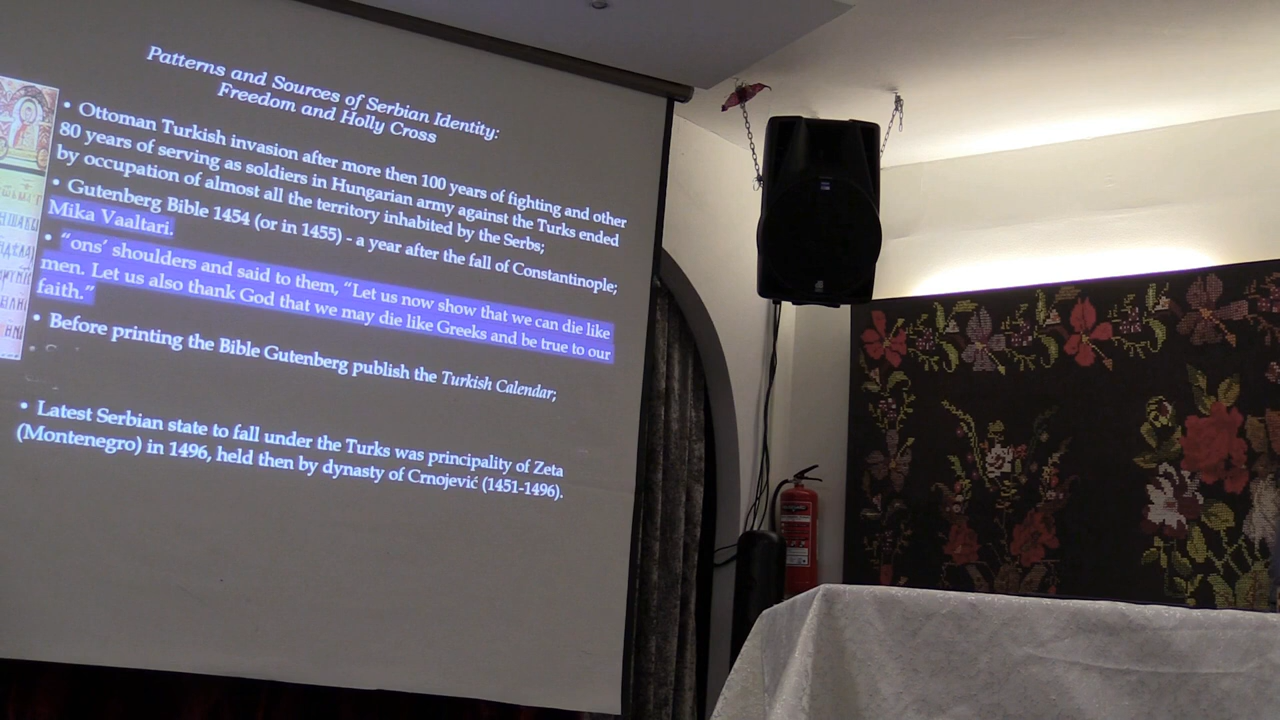 Patterns and Sources of Serbian Identity:
Freedom and Holly Cross
• Ottoman Turkish invasion after more then 100 years of fighting and other
80 years of serving as soldiers in Hungarian army against the Turks ended
by occupation of almost all the territory inhabited by the Serbs;
• Gutenberg Bible 1454 (or in 1455) - a year after the fall of Constantinople;
Mika Vaaltari.
• “ons’ shoulders and said to them, “Let us now show that we can die like
men. Let us also thank God that we may die like Greeks and be true to our
faith.”
• Before printing the Bible Gutenberg publish the Turkish Calendar;
• Latest Serbian state to fall under the Turks was principality of Zeta
(Montenegro) in 1496, held then by dynasty of Crnojević (1451-1496).